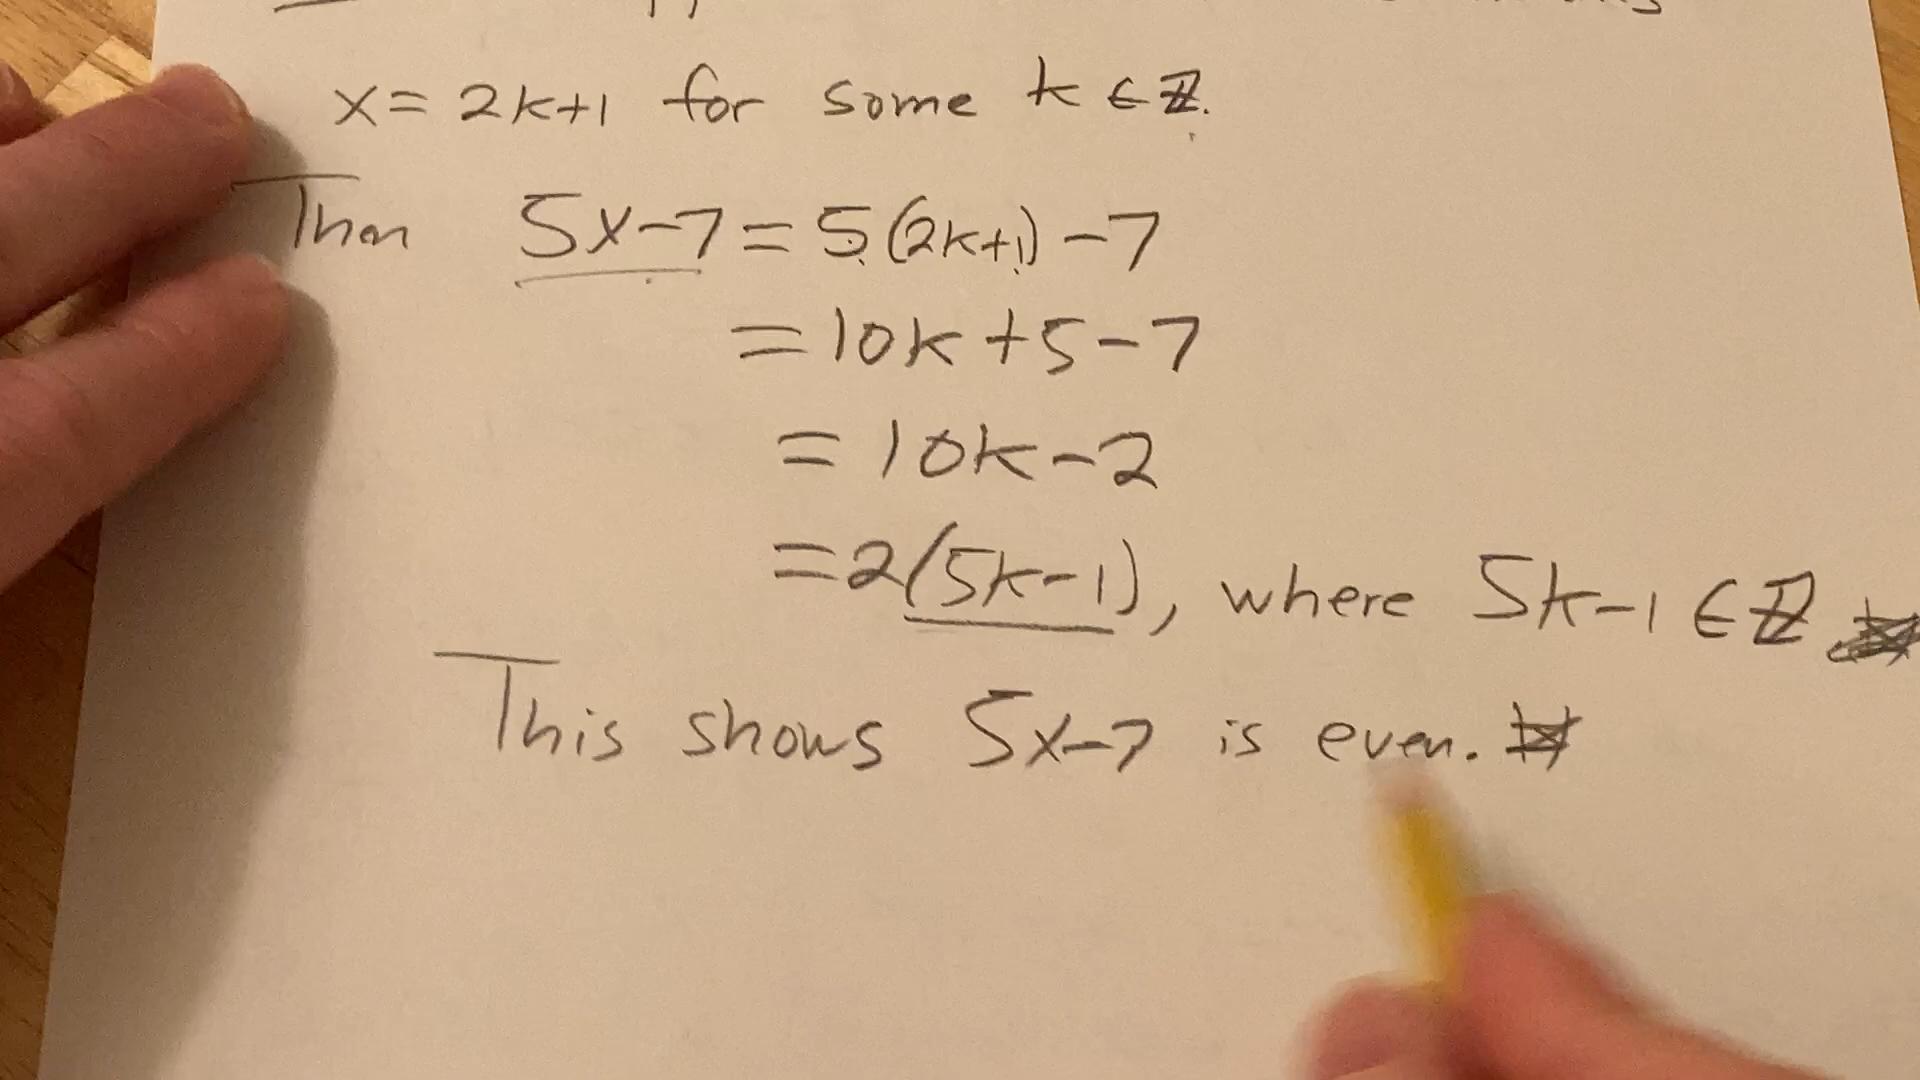 x = 2k+1 for some k ∈ ℤ.
Then 5x-7 = 5(2k+1) -7
= 10k +5 -7
= 10k -2
= 2(5k-1), where 5k-1 ∈ ℤ
This shows 5x-7 is even.